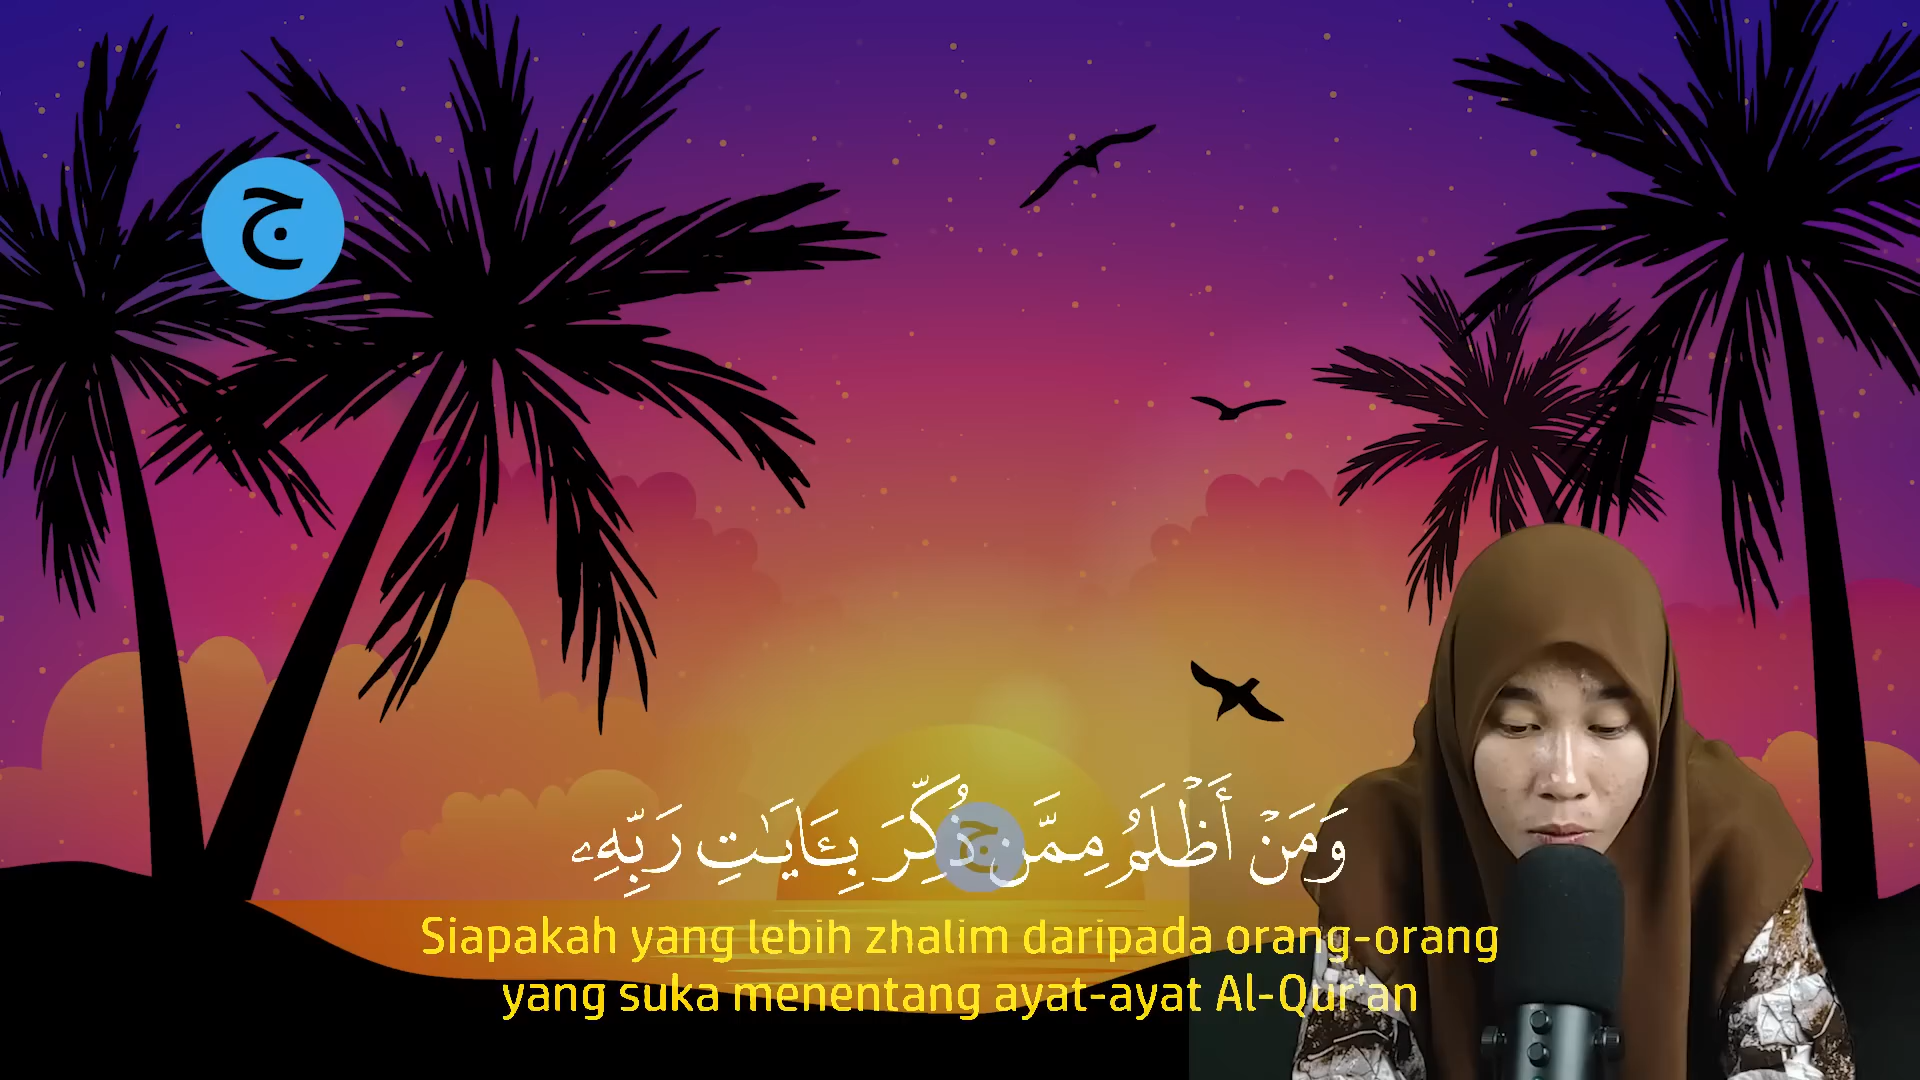 ج
وَمَنْ أَظْلَمُ مِمَّن ذُكِّرَ بِـَٔايَـٰتِ رَبِّهِۦ
ج
Siapakah yang lebih zhalim daripada orang-orang
yang suka menentang ayat-ayat Al-Qur'an